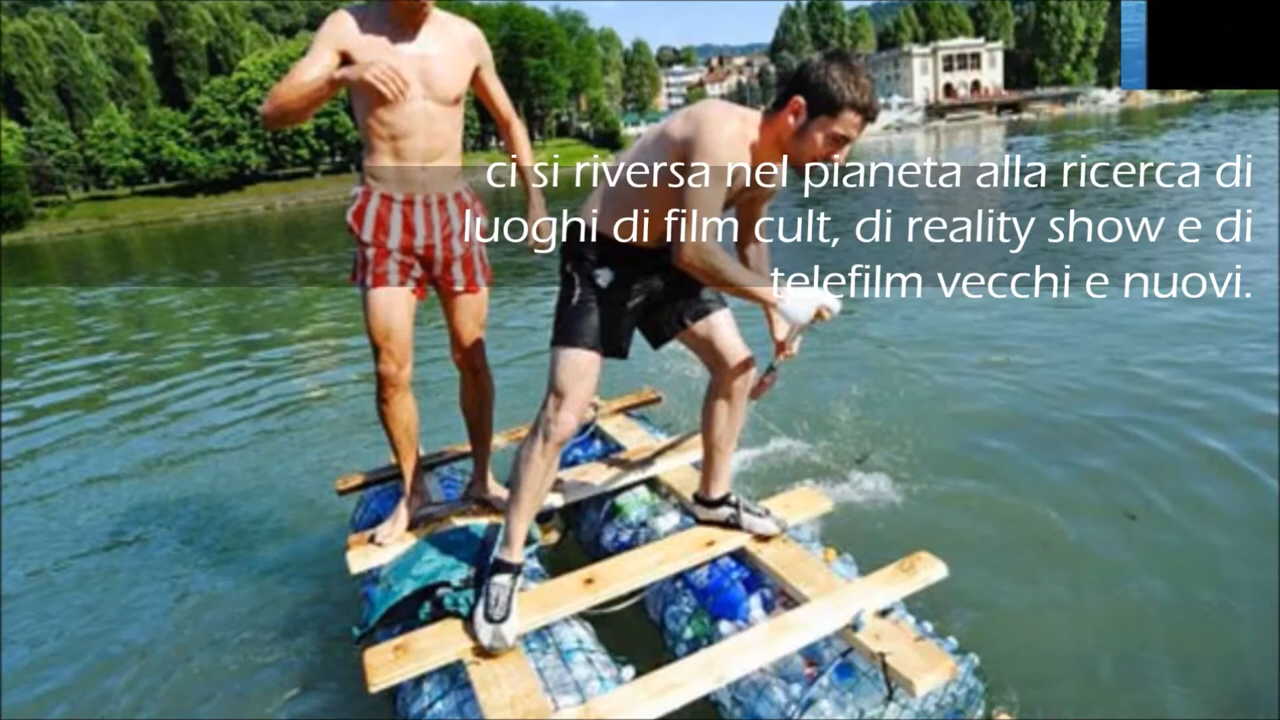 ci si riversa nel pianeta alla ricerca di
luoghi di film cult, di reality show e di
telefilm vecchi e nuovi.